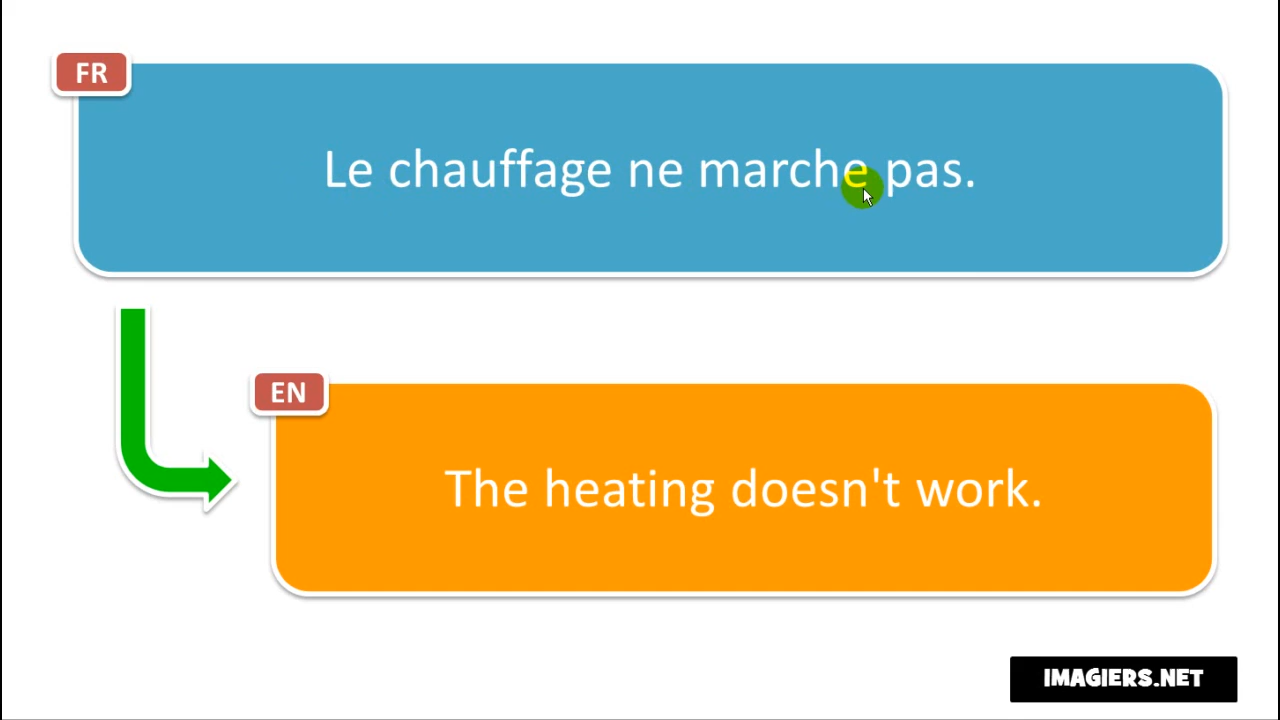 FR
Le chauffage ne marche pas.
EN
The heating doesn't work.
IMAGIERS.NET